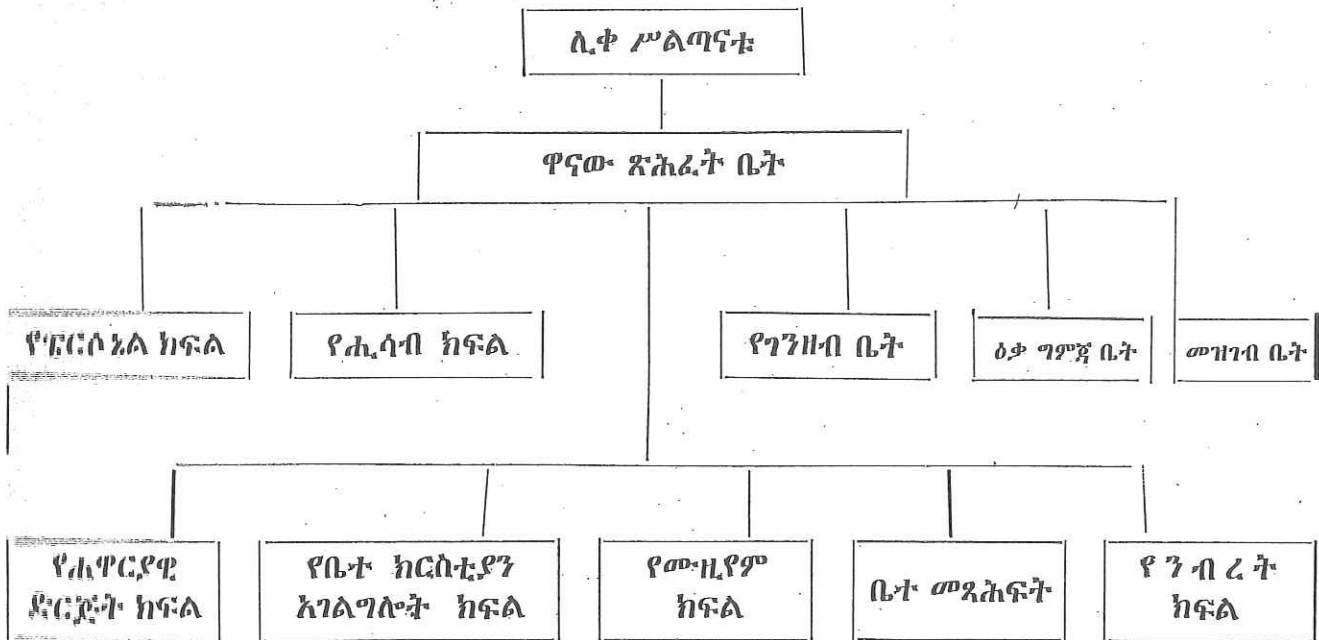 ሊቀ ሥልጣናቱ
ዋናው ጽሕፈት ቤት
የፐርሶኔል ክፍል
የሒሳብ ክፍል
የገንዘብ ቤት
ዕቃ ግምጃ ቤት
መዝገብ ቤት
የሐዋርያዊ
ድርጅት ክፍል
የቤተ ክርስቲያን
አገልግሎት ክፍል
የሙዚየም
ክፍል
ቤተ መጻሕፍት
የ ን ብ ረ ት
ክፍል